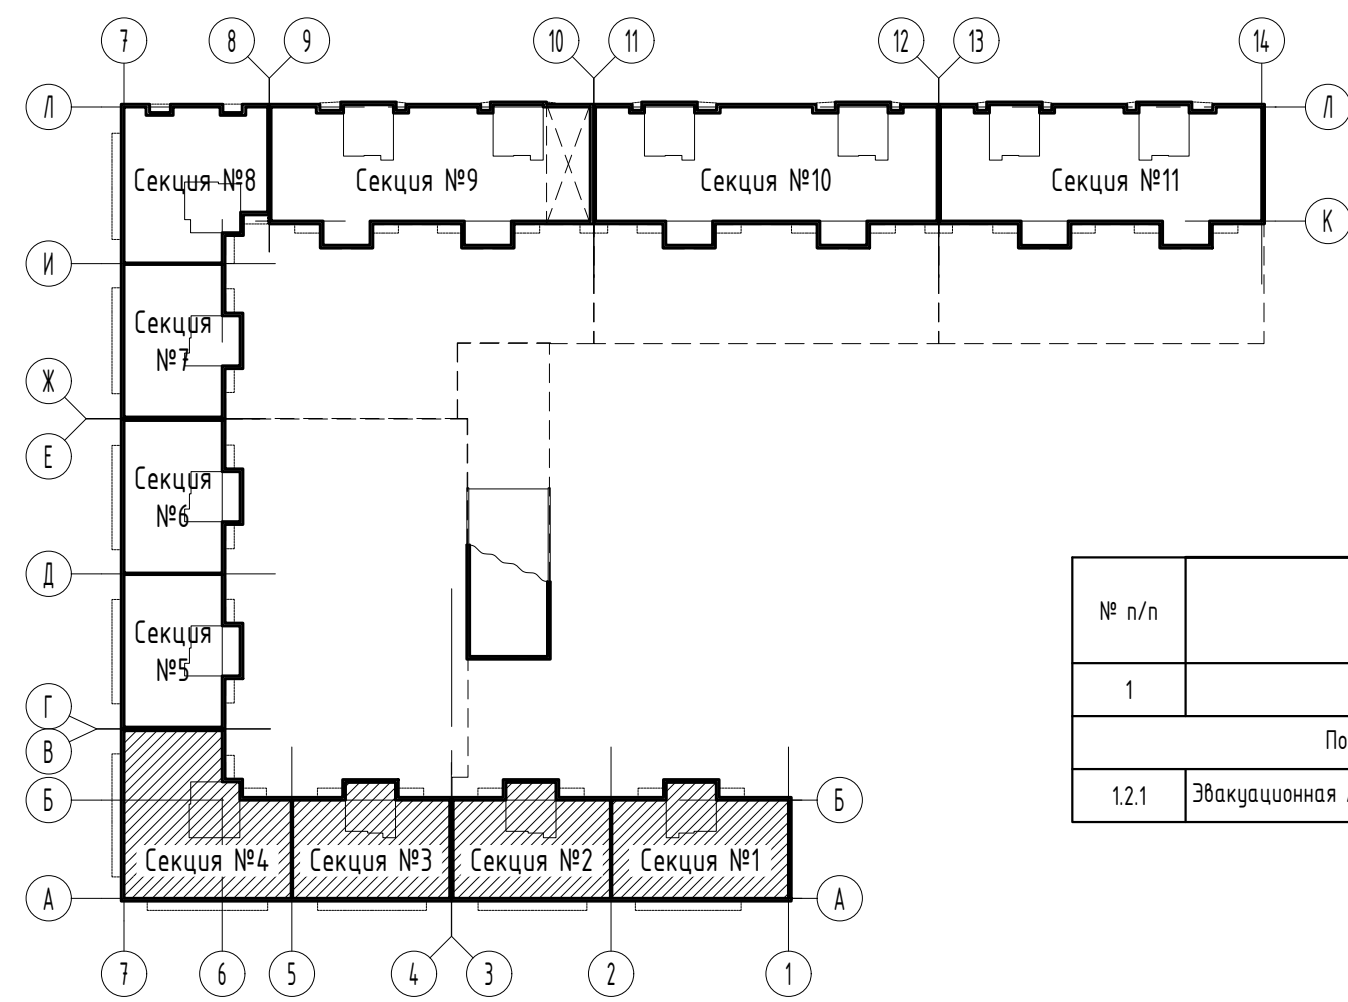 7 8 9 10 11 12 13 14
Л Л
Секция №8 Секция №9 Секция №10 Секция №11
К
И
Секция
№7
Ж
Е
Секция
№6
Д
№ п/п
Секция
№5
1
Г
По
В
1.2.1 Эвакуационная
Б Б
Секция №4 Секция №3 Секция №2 Секция №1
А А
7 6 5 4 3 2 1